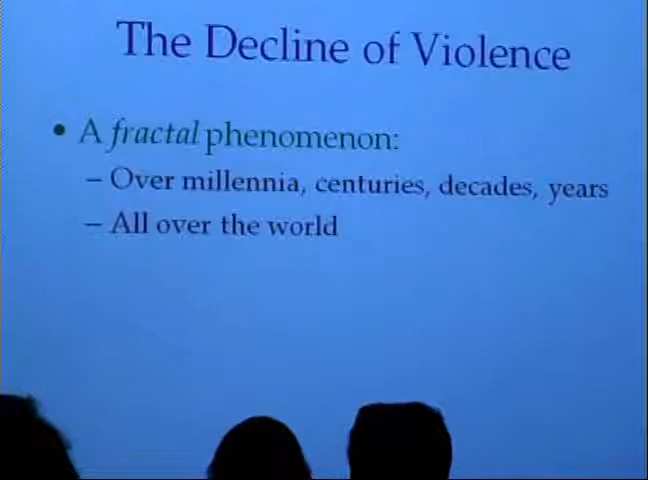 The Decline of Violence
• A fractal phenomenon:
– Over millennia, centuries, decades, years
– All over the world